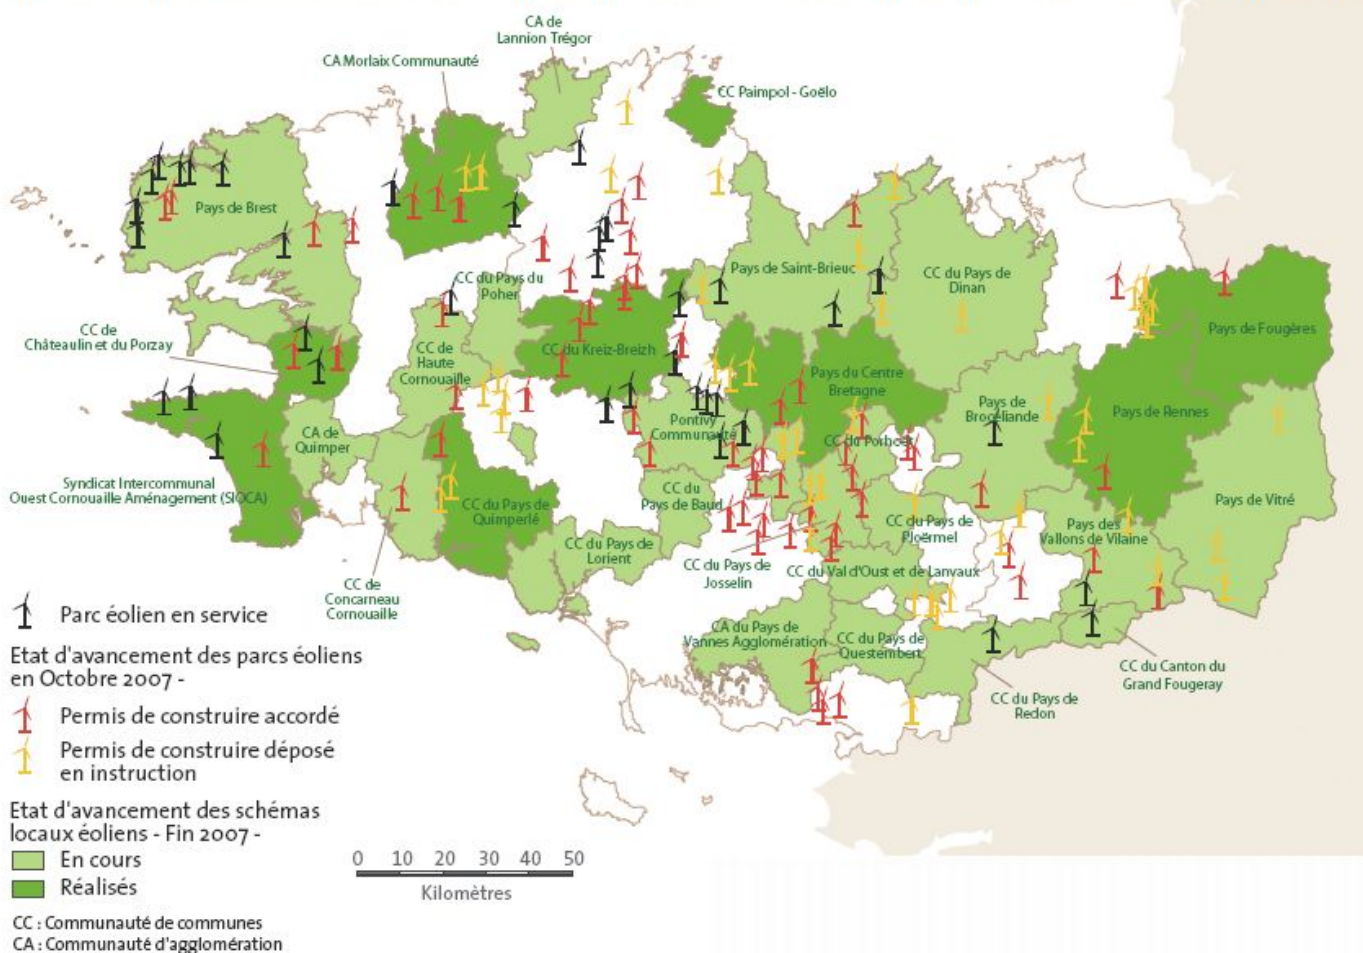 CA de
Lannion Trégor
CA Morlaix Communauté
CC Paimpol - Goëlo
Pays de Brest
CC du Pays du
Poher
Pays de Saint-Brieuc
CC du Pays de
Dinan
CC de
Châteaulin et du Porzay
CC de
Haute
Cornouaille
CC du Kreiz-Breizh
Pays du Centre
Bretagne
Pays de Fougères
Pays de
Brocéliande
Pays de Rennes
CA de
Quimper
Pontivy
Communauté
CC du Porhoët
Syndicat Intercommunal
Ouest Cornouaille Aménagement (SIOCA)
CC du Pays de
Quimperlé
CC du
Pays de Baud
CC du Pays de
Ploërmel
Pays des
Vallons de Vilaine
Pays de Vitré
CC du Pays de
Lorient
CC du Pays de
Josselin
CC du Val d'Oust et de Lanvaux
CC de
Concarneau
Cornouaille
CA du Pays de
Vannes Agglomération
CC du Pays de
Questembert
CC du Canton du
Grand Fougeray
CC du Pays de
Redon
Parc éolien en service
Etat d'avancement des parcs éoliens
en Octobre 2007 -
Permis de construire accordé
Permis de construire déposé
en instruction
Etat d'avancement des schémas
locaux éoliens - Fin 2007 -
En cours
Réalisés
0 10 20 30 40 50
Kilomètres
CC : Communauté de communes
CA : Communauté d'agglomération